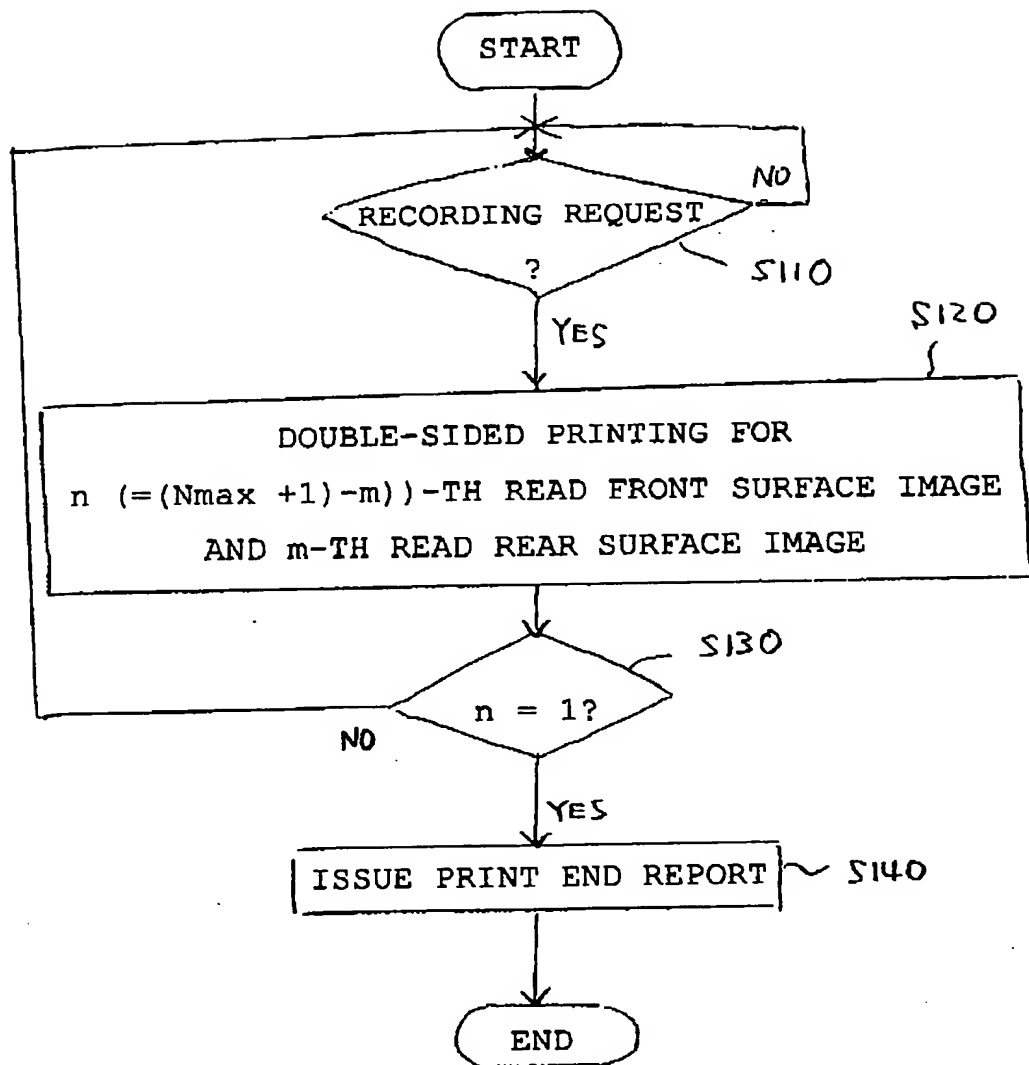 START
NO
RECORDING REQUEST
?
S110
YES
S120
DOUBLE-SIDED PRINTING FOR
n (=(Nmax +1)-m))-TH READ FRONT SURFACE IMAGE
AND m-TH READ REAR SURFACE IMAGE
S130
n = 1?
NO
YES
ISSUE PRINT END REPORT
S140
END